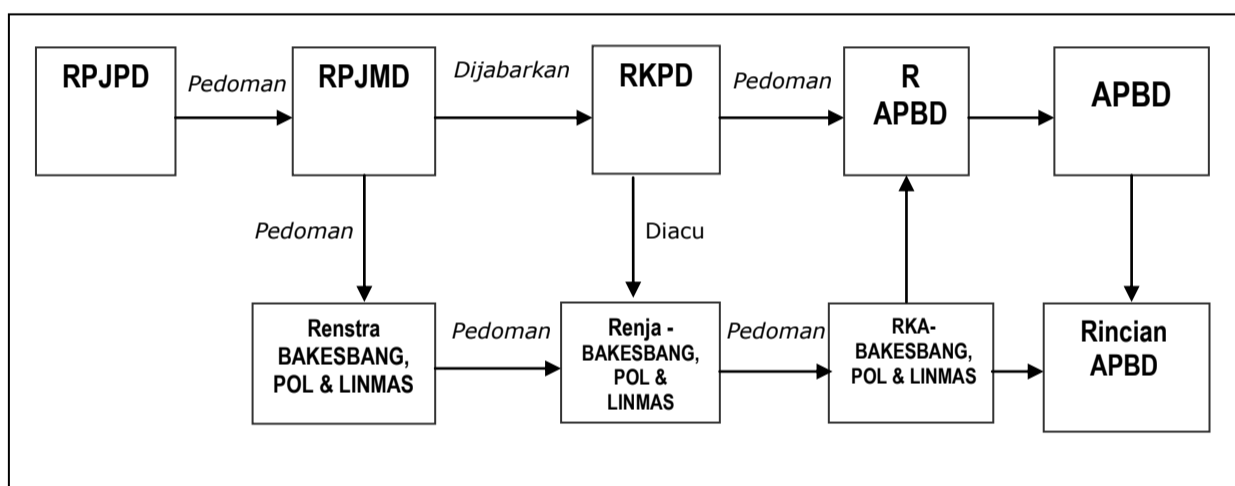 RPJPD
Pedoman
RPJMD
Dijabarkan
RKPD
Pedoman
R
APBD
APBD
Pedoman
Diacu
Renstra
BAKESBANG,
POL & LINMAS
Pedoman
Renja -
BAKESBANG,
POL &
LINMAS
Pedoman
RKA-
BAKESBANG,
POL & LINMAS
Rincian
APBD